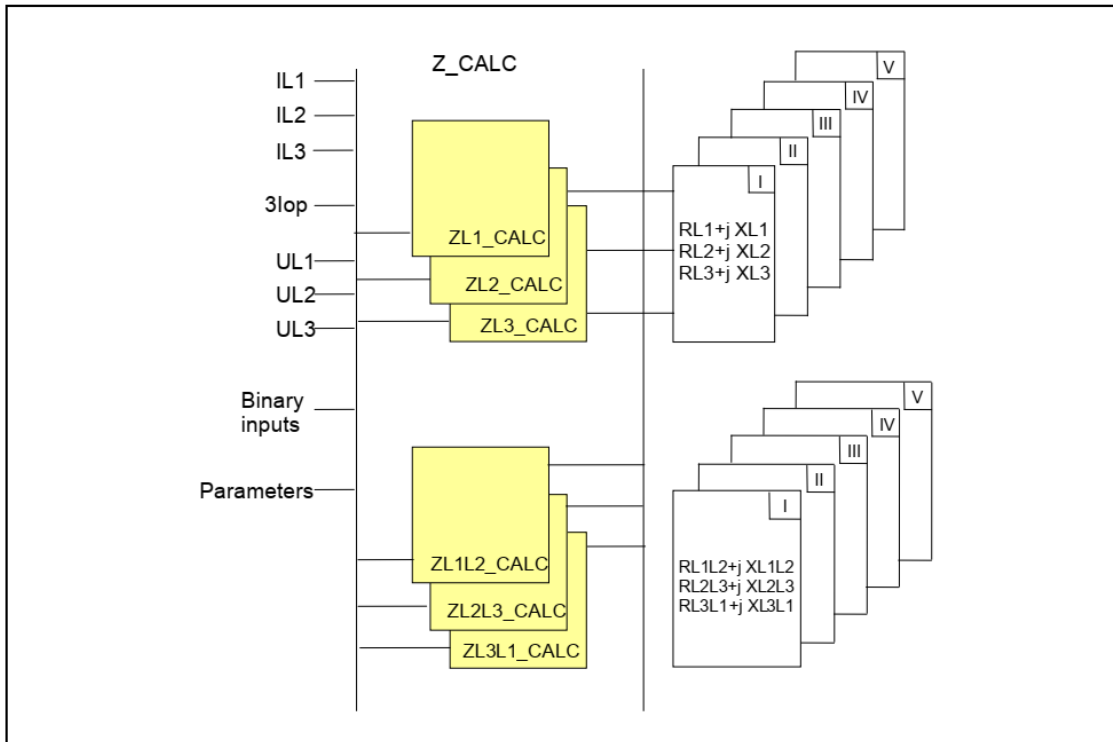 Z_CALC
IL1
IL2
IL3
3Iop
UL1
UL2
UL3
Binary
inputs
Parameters
ZL1_CALC
ZL2_CALC
ZL3_CALC
ZL1L2_CALC
ZL2L3_CALC
ZL3L1_CALC
V
IV
III
II
I
RL1+j XL1
RL2+j XL2
RL3+j XL3
V
IV
III
II
I
RL1L2+j XL1L2
RL2L3+j XL2L3
RL3L1+j XL3L1